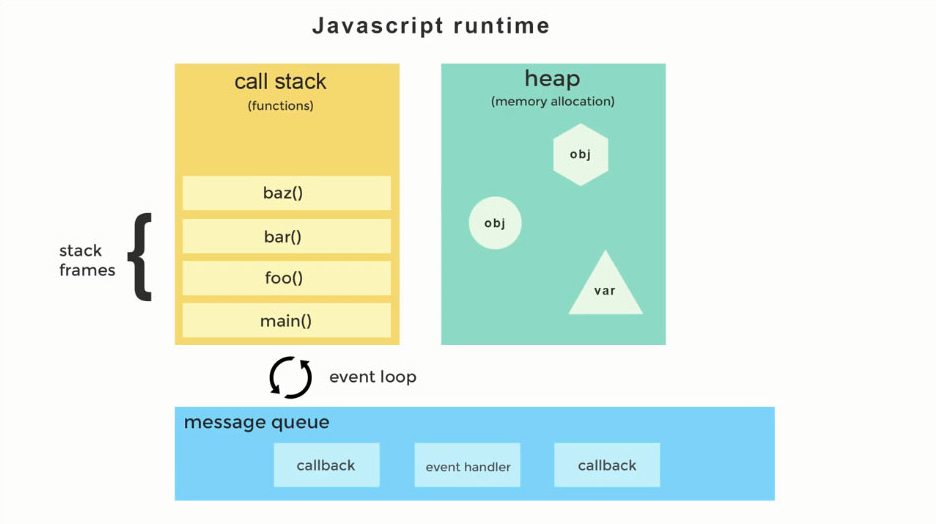 Javascript runtime
call stack
(functions)
baz()
bar()
foo()
main()
stack
frames
heap
(memory allocation)
obj
obj
var
event loop
message queue
callback
event handler
callback